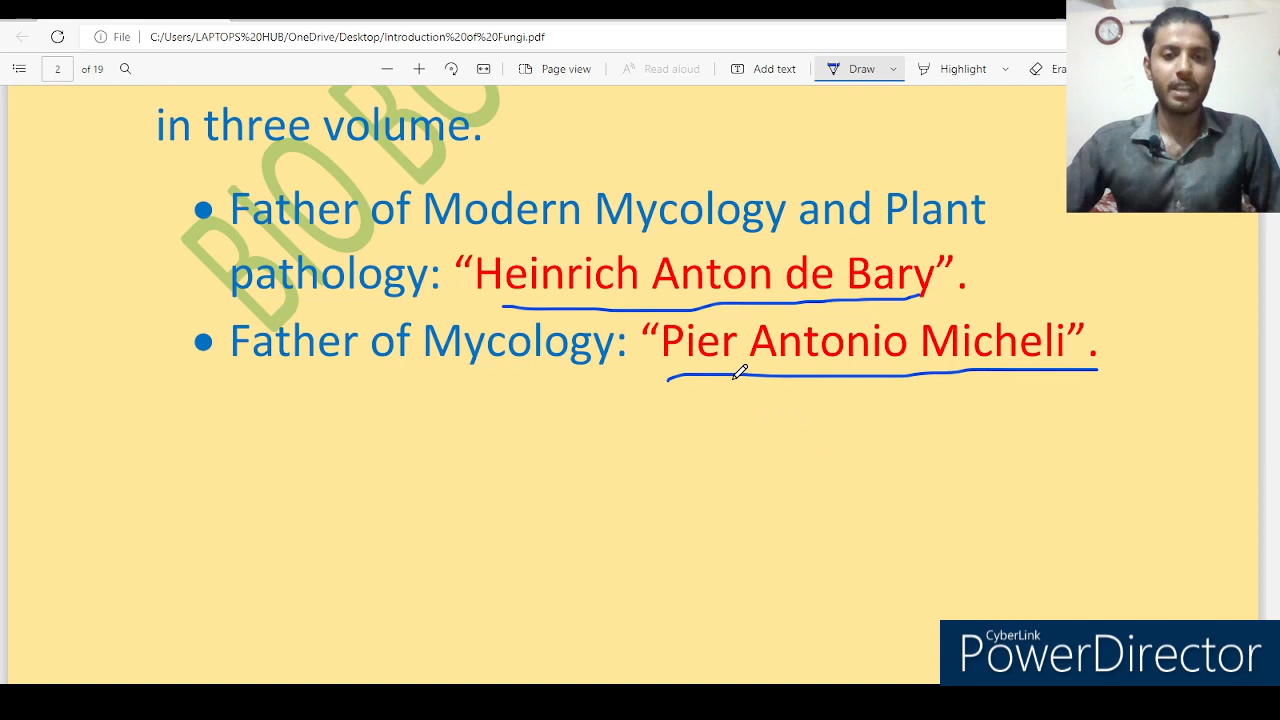 File C:/Users/LAPTOPS%20HUB/OneDrive/Desktop/Introduction%20of%20Fungi.pdf
2 of 19 Page view Read aloud Add text Draw Highlight Era
in three volume.
BIO BO
• Father of Modern Mycology and Plant
pathology: “Heinrich Anton de Bary”.
• Father of Mycology: “Pier Antonio Micheli”.
CyberLink
PowerDirector